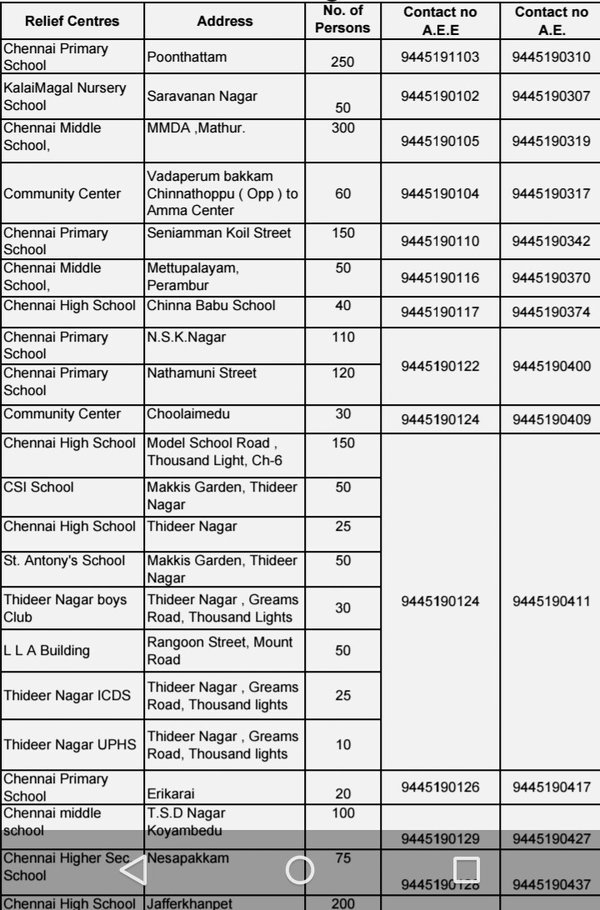 Relief Centres Address No. of Persons Contact no A.E.E Contact no A.E.
Chennai Primary School Poonthattam 250 9445191103 9445190310
KalaiMagal Nursery School Saravanan Nagar 50 9445190102 9445190307
Chennai Middle School, MMDA ,Mathur. 300 9445190105 9445190319
Community Center Vadaperum bakkam Chinnathoppu ( Opp ) to Amma Center 60 9445190104 9445190317
Chennai Primary School Seniamman Koil Street 150 9445190110 9445190342
Chennai Middle School, Mettupalayam, Perambur 50 9445190116 9445190370
Chennai High School Chinna Babu School 40 9445190117 9445190374
Chennai Primary School N.S.K.Nagar 110 9445190122 9445190400
Chennai Primary School Nathamuni Street 120
Community Center Choolaimedu 30 9445190124 9445190409
Chennai High School Model School Road , Thousand Light, Ch-6 150 9445190124 9445190411
CSI School Makkis Garden, Thideer Nagar 50
Chennai High School Thideer Nagar 25
St. Antony's School Makkis Garden, Thideer Nagar 50
Thideer Nagar boys Club Thideer Nagar , Greams Road, Thousand Lights 30
L L A Building Rangoon Street, Mount Road 50
Thideer Nagar ICDS Thideer Nagar , Greams Road, Thousand lights 25
Thideer Nagar UPHS Thideer Nagar , Greams Road, Thousand lights 10
Chennai Primary School Erikarai 20 9445190126 9445190417
Chennai middle school T.S.D Nagar Koyambedu 100 9445190129 9445190427
Chennai Higher Sec School Nesapakkam 75 9445190128 9445190437
Chennai High School Jafferkhanpet 200